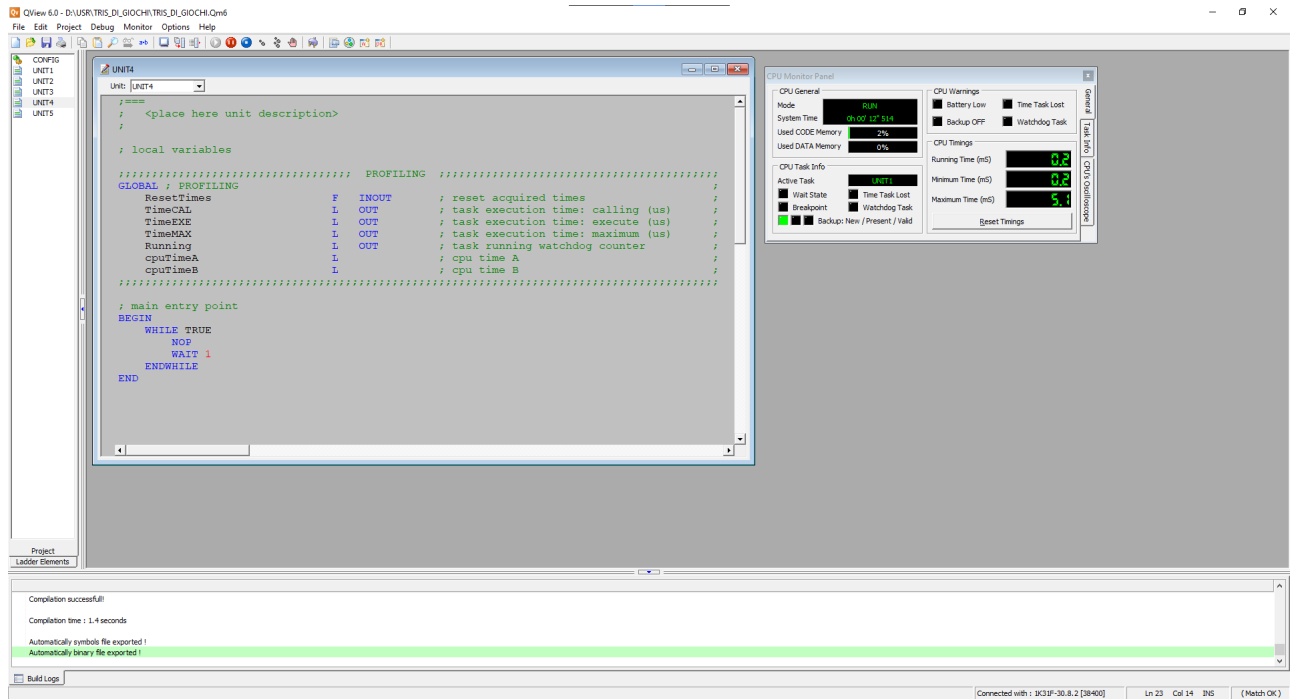 QView 6.0 - D:\USR\TRIS_DI_GIOCHI\TRIS_DI_GIOCHI.Qm6
File Edit Project Debug Monitor Options Help
CONFIG
UNIT1
UNIT2
UNIT3
UNIT4
UNIT5
Project
Ladder Elements
UNIT4
Unit: UNIT4
;===
; <place here unit description>
;
; local variables
;;;;;;;;;;;;;;;;;;;;;;;;;;;;;;;;;;; PROFILING ;;;;;;;;;;;;;;;;;;;;;;;;;;;;;;;;;;;;;;;;;;
GLOBAL ; PROFILING ;
ResetTimes F INOUT ; reset acquired times ;
TimeCAL L OUT ; task execution time: calling (us) ;
TimeEXE L OUT ; task execution time: execute (us) ;
TimeMAX L OUT ; task execution time: maximum (us) ;
Running L OUT ; task running watchdog counter ;
cpuTimeA L ; cpu time A ;
cpuTimeB L ; cpu time B ;
;;;;;;;;;;;;;;;;;;;;;;;;;;;;;;;;;;;;;;;;;;;;;;;;;;;;;;;;;;;;;;;;;;;;;;;;;;;;;;;;;;;;;;;;;;
; main entry point
BEGIN
WHILE TRUE
NOP
WAIT 1
ENDWHILE
END
CPU Monitor Panel
CPU General
Mode RUN
System Time 0h 00' 12" 514
Used CODE Memory 2%
Used DATA Memory 0%
CPU Task Info
Active Task UNIT1
Wait State Time Task Lost
Breakpoint Watchdog Task
Backup: New / Present / Valid
CPU Warnings
Battery Low Time Task Lost
Backup OFF Watchdog Task
CPU Timings
Running Time (mS) 0.2
Minimum Time (mS) 0.2
Maximum Time (mS) 5.1
Reset Timings
General
Task Info
CPU's Oscilloscope
Compilation successfull!
Compilation time : 1.4 seconds
Automatically symbols file exported !
Automatically binary file exported !
Build Logs
Connected with : 1K31F-30.8.2 [38400] Ln 23 Col 14 INS (Match OK )